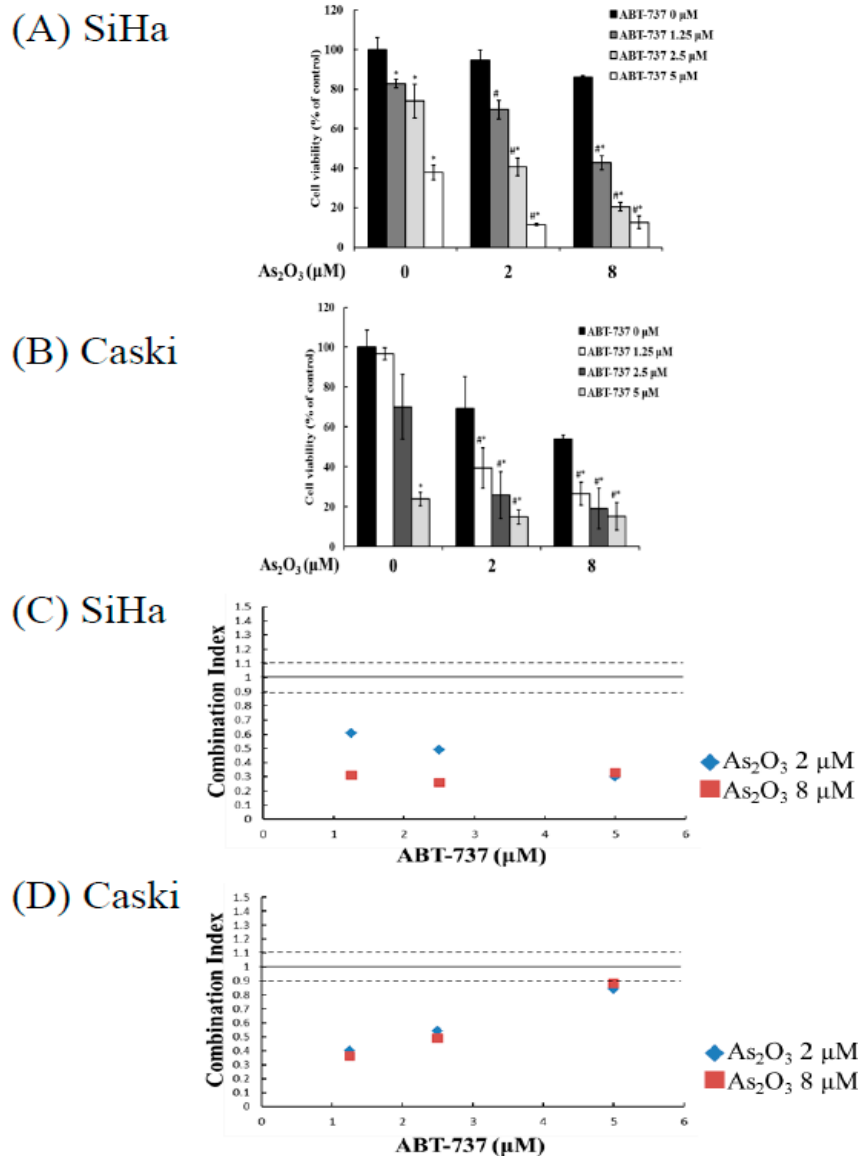 (A) SiHa
Cell viability (% of control)
120
100
80
60
40
20
0
ABT-737 0 μM
ABT-737 1.25 μM
ABT-737 2.5 μM
ABT-737 5 μM
* * *
# #* #*
#* #* #*
As₂O₃ (μM) 0 2 8
(B) Caski
Cell viability (% of control)
120
100
80
60
40
20
0
ABT-737 0 μM
ABT-737 1.25 μM
ABT-737 2.5 μM
ABT-737 5 μM
*
#* #* #*
#* #* #*
As₂O₃ (μM) 0 2 8
(C) SiHa
Combination Index
1.5
1.4
1.3
1.2
1.1
1
0.9
0.8
0.7
0.6
0.5
0.4
0.3
0.2
0.1
0
0 1 2 3 4 5 6
ABT-737 (μM)
As₂O₃ 2 μM
As₂O₃ 8 μM
(D) Caski
Combination Index
1.5
1.4
1.3
1.2
1.1
1
0.9
0.8
0.7
0.6
0.5
0.4
0.3
0.2
0.1
0
0 1 2 3 4 5 6
ABT-737 (μM)
As₂O₃ 2 μM
As₂O₃ 8 μM